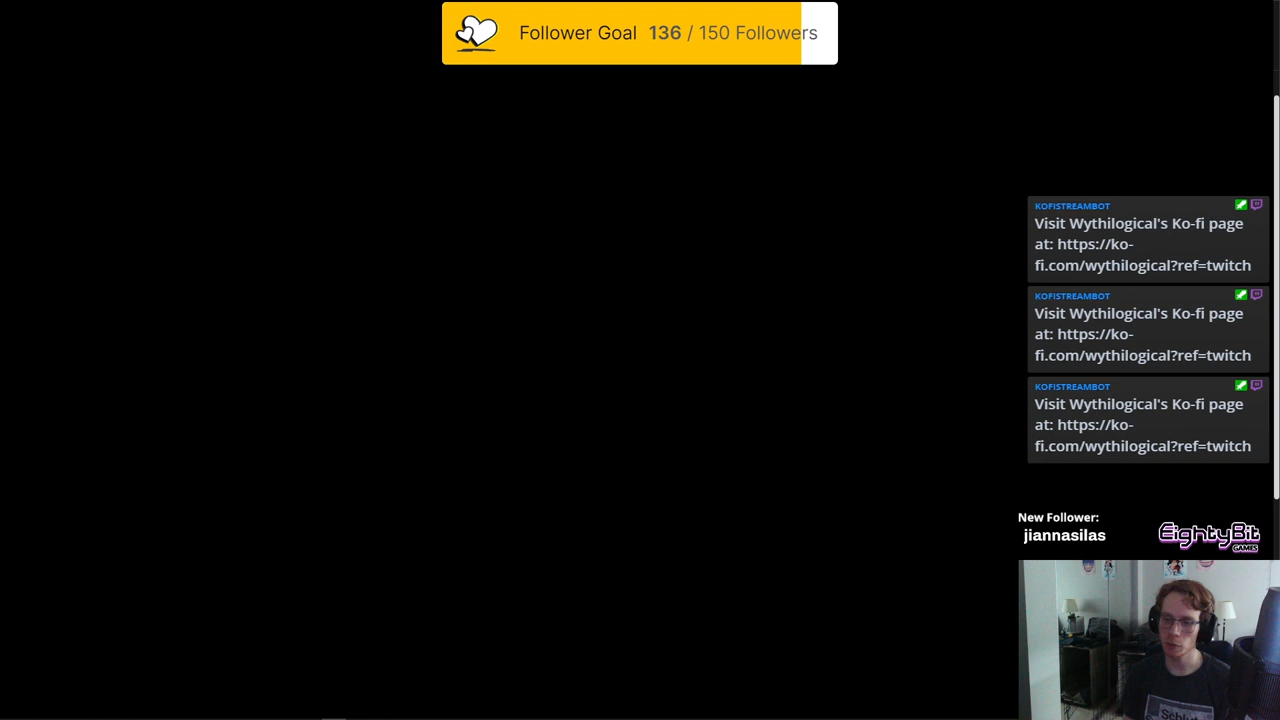 Follower Goal 136 / 150 Followers
KOFISTREAMBOT
Visit Wythilogical's Ko-fi page
at: https://ko-
fi.com/wythilogical?ref=twitch
KOFISTREAMBOT
Visit Wythilogical's Ko-fi page
at: https://ko-
fi.com/wythilogical?ref=twitch
KOFISTREAMBOT
Visit Wythilogical's Ko-fi page
at: https://ko-
fi.com/wythilogical?ref=twitch
New Follower:
jiannasilas
EightyBit
GAMES